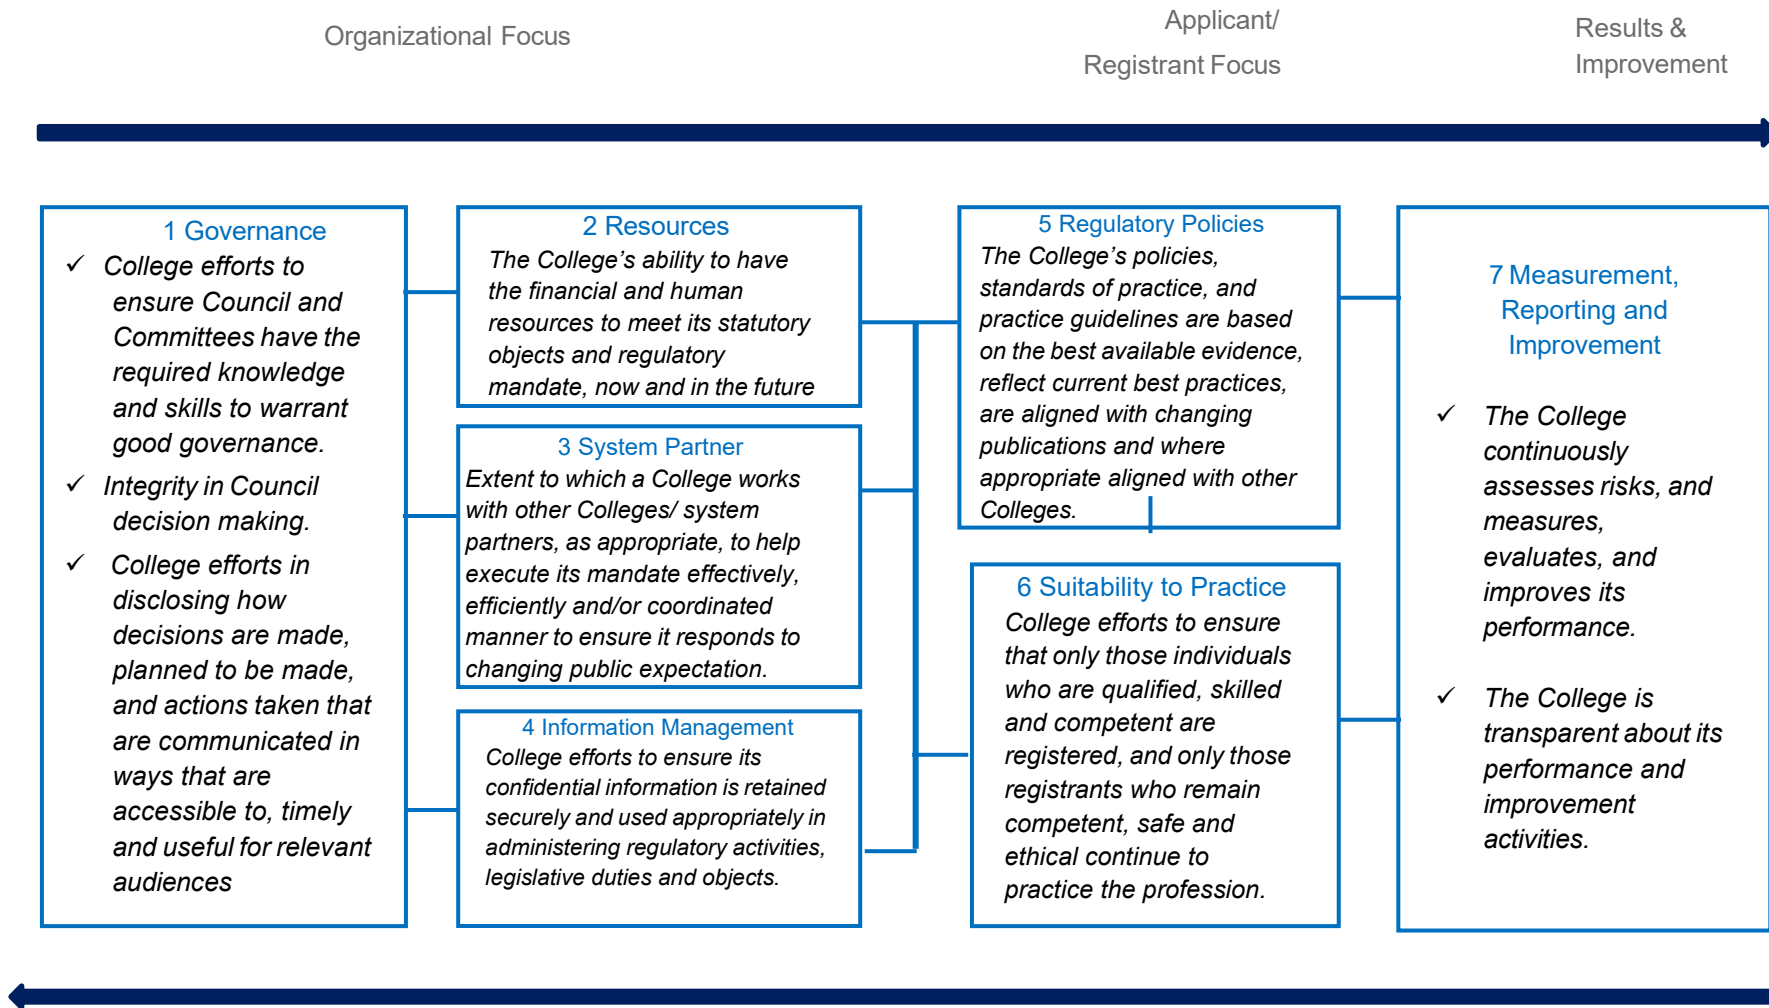 Organizational Focus
Applicant/
Registrant Focus
Results &
Improvement
1 Governance
✓ College efforts to
ensure Council and
Committees have the
required knowledge
and skills to warrant
good governance.
✓ Integrity in Council
decision making.
✓ College efforts in
disclosing how
decisions are made,
planned to be made,
and actions taken that
are communicated in
ways that are
accessible to, timely
and useful for relevant
audiences
2 Resources
The College’s ability to have
the financial and human
resources to meet its statutory
objects and regulatory
mandate, now and in the future
3 System Partner
Extent to which a College works
with other Colleges/ system
partners, as appropriate, to help
execute its mandate effectively,
efficiently and/or coordinated
manner to ensure it responds to
changing public expectation.
4 Information Management
College efforts to ensure its
confidential information is retained
securely and used appropriately in
administering regulatory activities,
legislative duties and objects.
5 Regulatory Policies
The College’s policies,
standards of practice, and
practice guidelines are based
on the best available evidence,
reflect current best practices,
are aligned with changing
publications and where
appropriate aligned with other
Colleges.
6 Suitability to Practice
College efforts to ensure
that only those individuals
who are qualified, skilled
and competent are
registered, and only those
registrants who remain
competent, safe and
ethical continue to
practice the profession.
7 Measurement,
Reporting and
Improvement
✓ The College
continuously
assesses risks, and
measures,
evaluates, and
improves its
performance.
✓ The College is
transparent about its
performance and
improvement
activities.